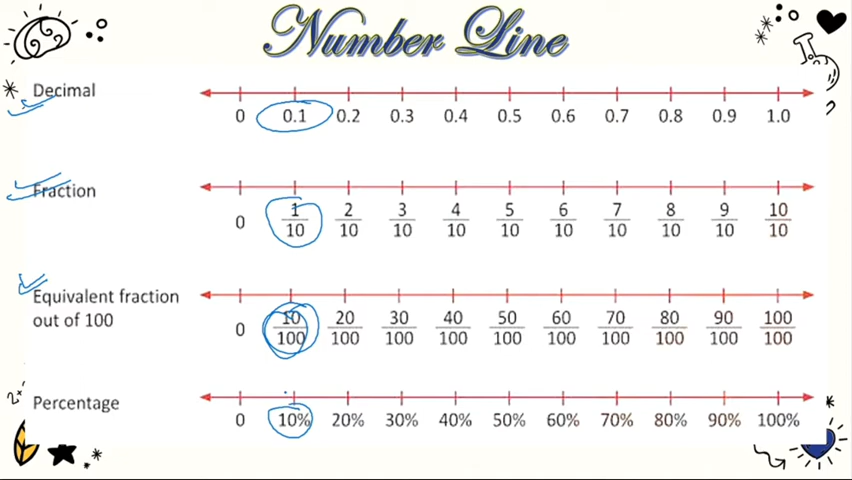 Number Line
Decimal
0 0.1 0.2 0.3 0.4 0.5 0.6 0.7 0.8 0.9 1.0
Fraction
0 1/10 2/10 3/10 4/10 5/10 6/10 7/10 8/10 9/10 10/10
Equivalent fraction
out of 100
0 10/100 20/100 30/100 40/100 50/100 60/100 70/100 80/100 90/100 100/100
Percentage
0 10% 20% 30% 40% 50% 60% 70% 80% 90% 100%